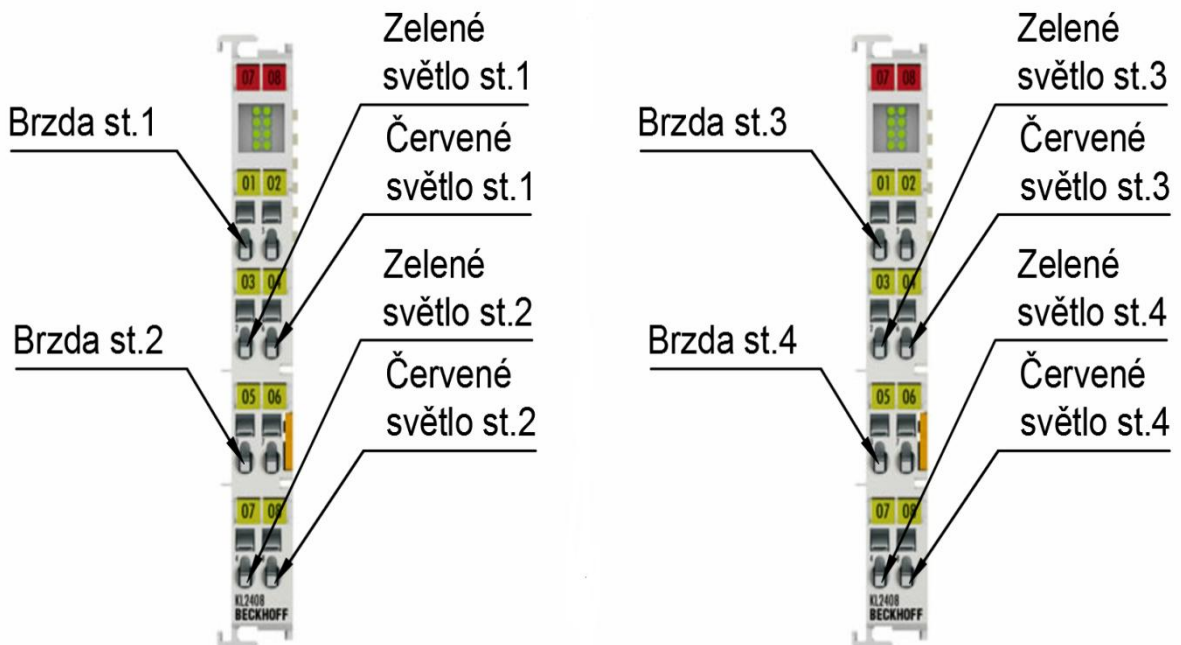 Zelené
světlo st.1
Brzda st.1
Červené
světlo st.1
Zelené
světlo st.2
Brzda st.2
Červené
světlo st.2
07 08
01 02
03 04
05 06
07 08
KL2408
BECKHOFF
Zelené
světlo st.3
Brzda st.3
Červené
světlo st.3
Zelené
světlo st.4
Brzda st.4
Červené
světlo st.4
07 08
01 02
03 04
05 06
07 08
KL2408
BECKHOFF